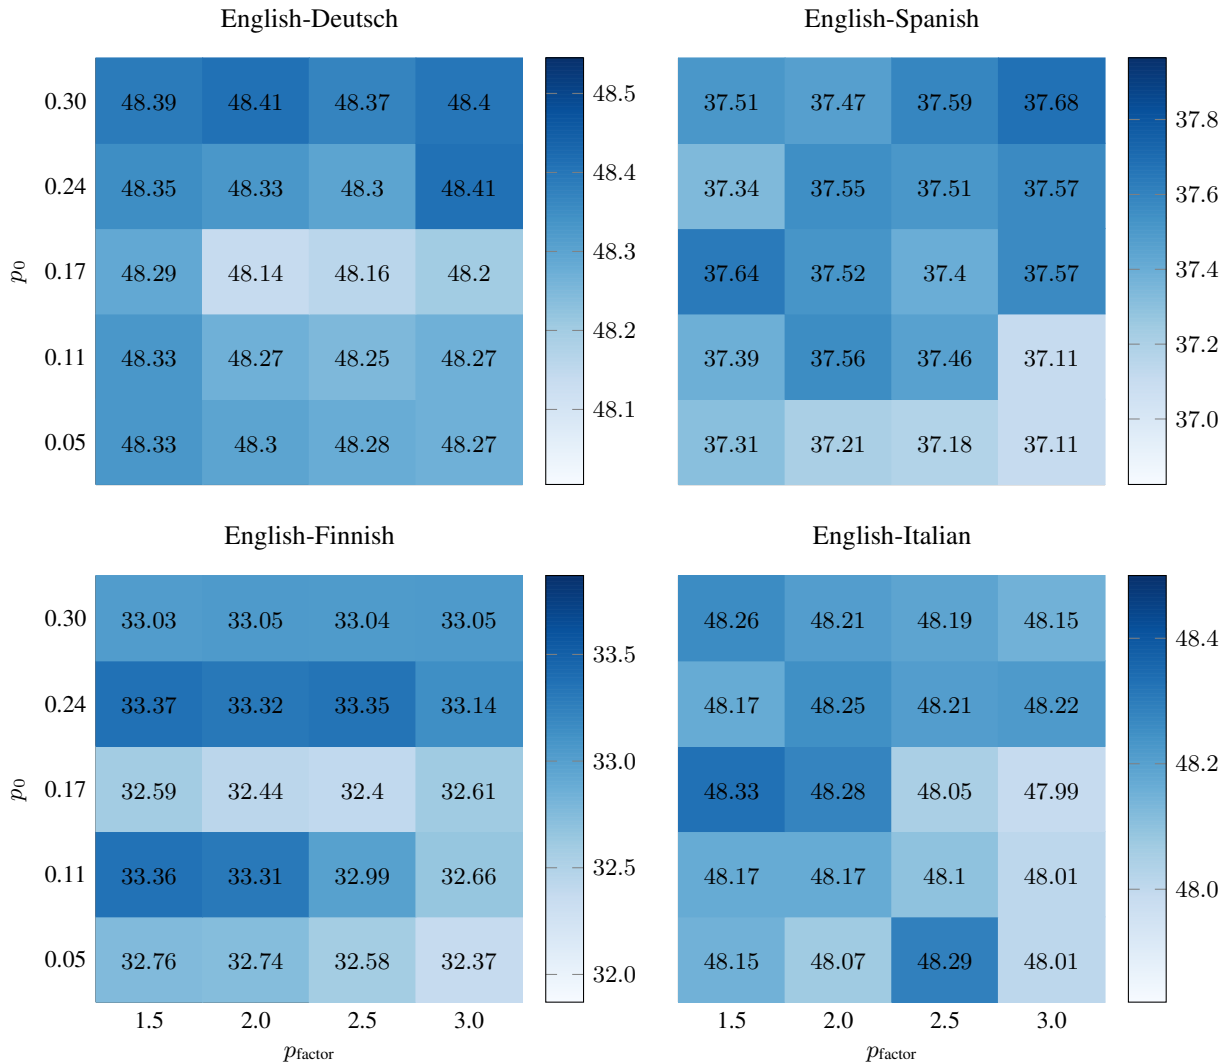 English-Deutsch
English-Spanish
0.30 48.39 48.41 48.37 48.4
0.24 48.35 48.33 48.3 48.41
0.17 48.29 48.14 48.16 48.2
0.11 48.33 48.27 48.25 48.27
0.05 48.33 48.3 48.28 48.27
p0
48.5
48.4
48.3
48.2
48.1
37.51 37.47 37.59 37.68
37.34 37.55 37.51 37.57
37.64 37.52 37.4 37.57
37.39 37.56 37.46 37.11
37.31 37.21 37.18 37.11
37.8
37.6
37.4
37.2
37.0
English-Finnish
English-Italian
0.30 33.03 33.05 33.04 33.05
0.24 33.37 33.32 33.35 33.14
0.17 32.59 32.44 32.4 32.61
0.11 33.36 33.31 32.99 32.66
0.05 32.76 32.74 32.58 32.37
p0
1.5 2.0 2.5 3.0
pfactor
33.5
33.0
32.5
32.0
48.26 48.21 48.19 48.15
48.17 48.25 48.21 48.22
48.33 48.28 48.05 47.99
48.17 48.17 48.1 48.01
48.15 48.07 48.29 48.01
1.5 2.0 2.5 3.0
pfactor
48.4
48.2
48.0